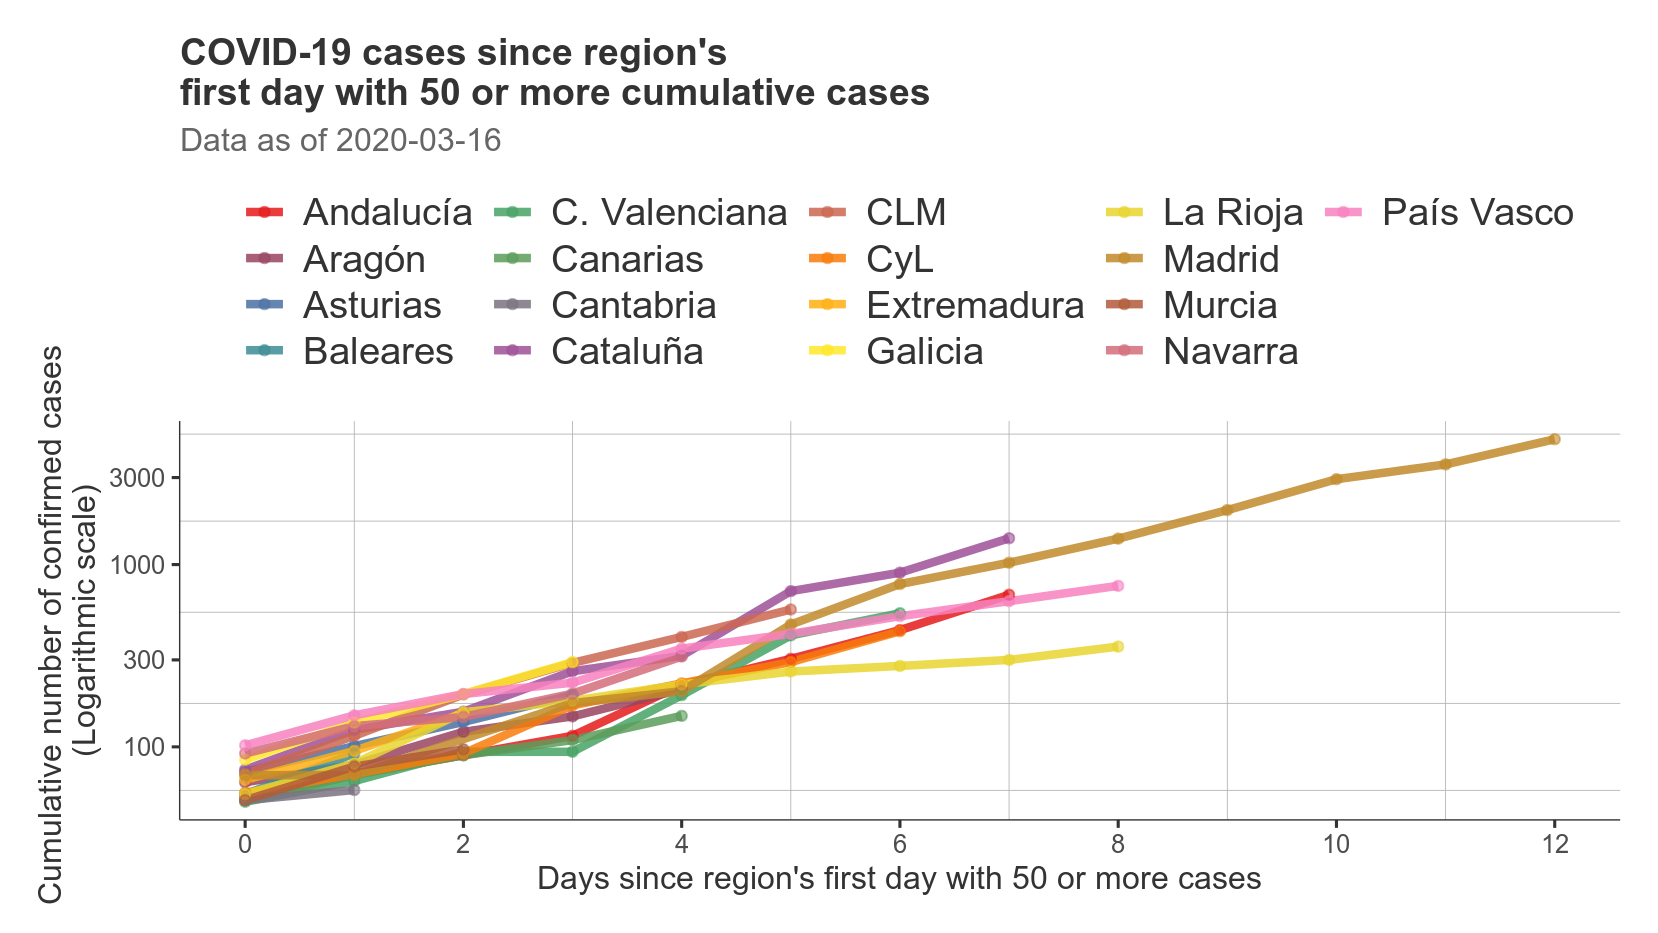 COVID-19 cases since region's
first day with 50 or more cumulative cases
Data as of 2020-03-16
Andalucía C. Valenciana CLM La Rioja País Vasco
Aragón Canarias CyL Madrid
Asturias Cantabria Extremadura Murcia
Baleares Cataluña Galicia Navarra
Cumulative number of confirmed cases
(Logarithmic scale)
3000
1000
300
100
0 2 4 6 8 10 12
Days since region's first day with 50 or more cases